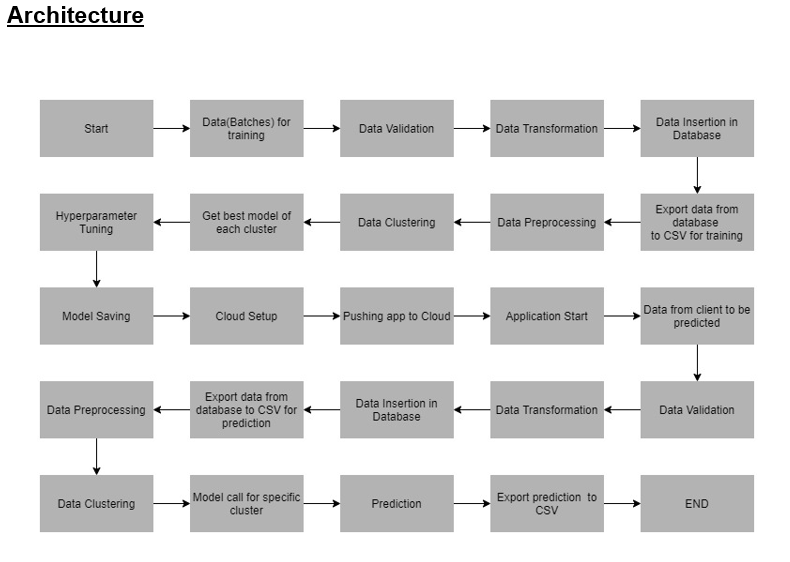 Architecture
Start
Data(Batches) for
training
Data Validation
Data Transformation
Data Insertion in
Database
Export data from
database
to CSV for training
Data Preprocessing
Data Clustering
Get best model of
each cluster
Hyperparameter
Tuning
Model Saving
Cloud Setup
Pushing app to Cloud
Application Start
Data from client to be
predicted
Data Validation
Data Transformation
Data Insertion in
Database
Export data from
database to CSV for
prediction
Data Preprocessing
Data Clustering
Model call for specific
cluster
Prediction
Export prediction to
CSV
END